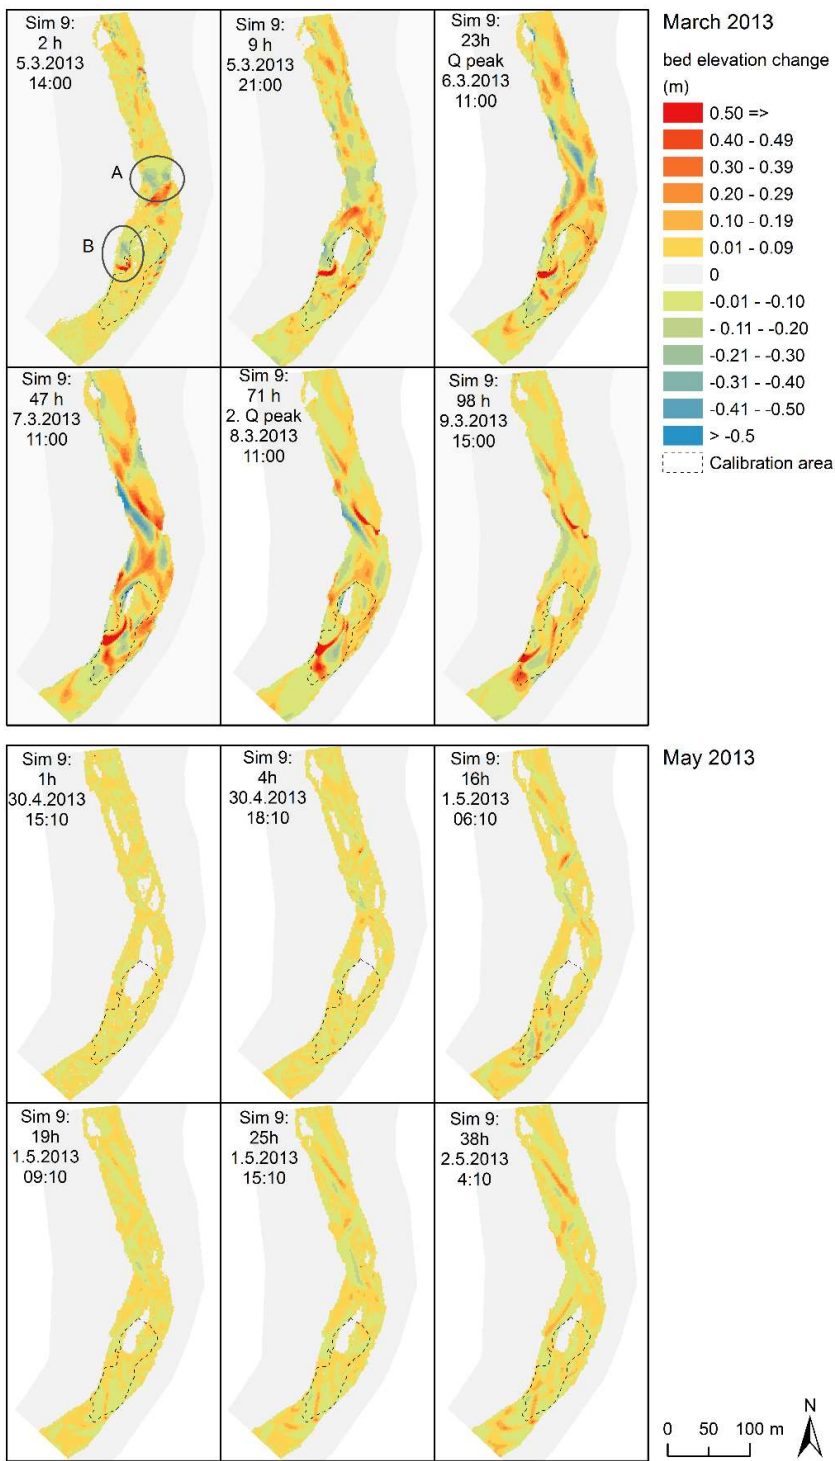 Sim 9:
2 h
5.3.2013
14:00
A
B
Sim 9:
9 h
5.3.2013
21:00
Sim 9:
23h
Q peak
6.3.2013
11:00
March 2013
bed elevation change
(m)
0.50 =>
0.40 - 0.49
0.30 - 0.39
0.20 - 0.29
0.10 - 0.19
0.01 - 0.09
0
-0.01 - -0.10
- 0.11 - -0.20
-0.21 - -0.30
-0.31 - -0.40
-0.41 - -0.50
> -0.5
Calibration area
Sim 9:
47 h
7.3.2013
11:00
Sim 9:
71 h
2. Q peak
8.3.2013
11:00
Sim 9:
98 h
9.3.2013
15:00
May 2013
Sim 9:
1h
30.4.2013
15:10
Sim 9:
4h
30.4.2013
18:10
Sim 9:
16h
1.5.2013
06:10
Sim 9:
19h
1.5.2013
09:10
Sim 9:
25h
1.5.2013
15:10
Sim 9:
38h
2.5.2013
4:10
N
0 50 100 m